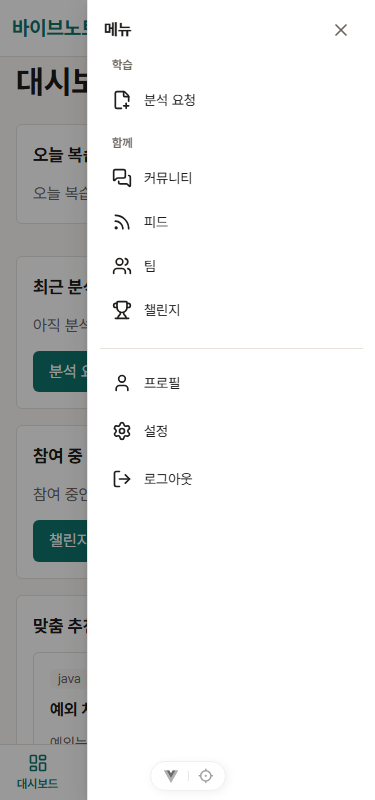 바이브노트
메뉴
학습
분석 요청
함께
커뮤니티
피드
팀
챌린지
프로필
설정
로그아웃
대시보
오늘 복습
오늘 복습
최근 분석
아직 분석
분석 요
참여 중
참여 중인
챌린지
맞춤 추천
java
예외 처
대시보드